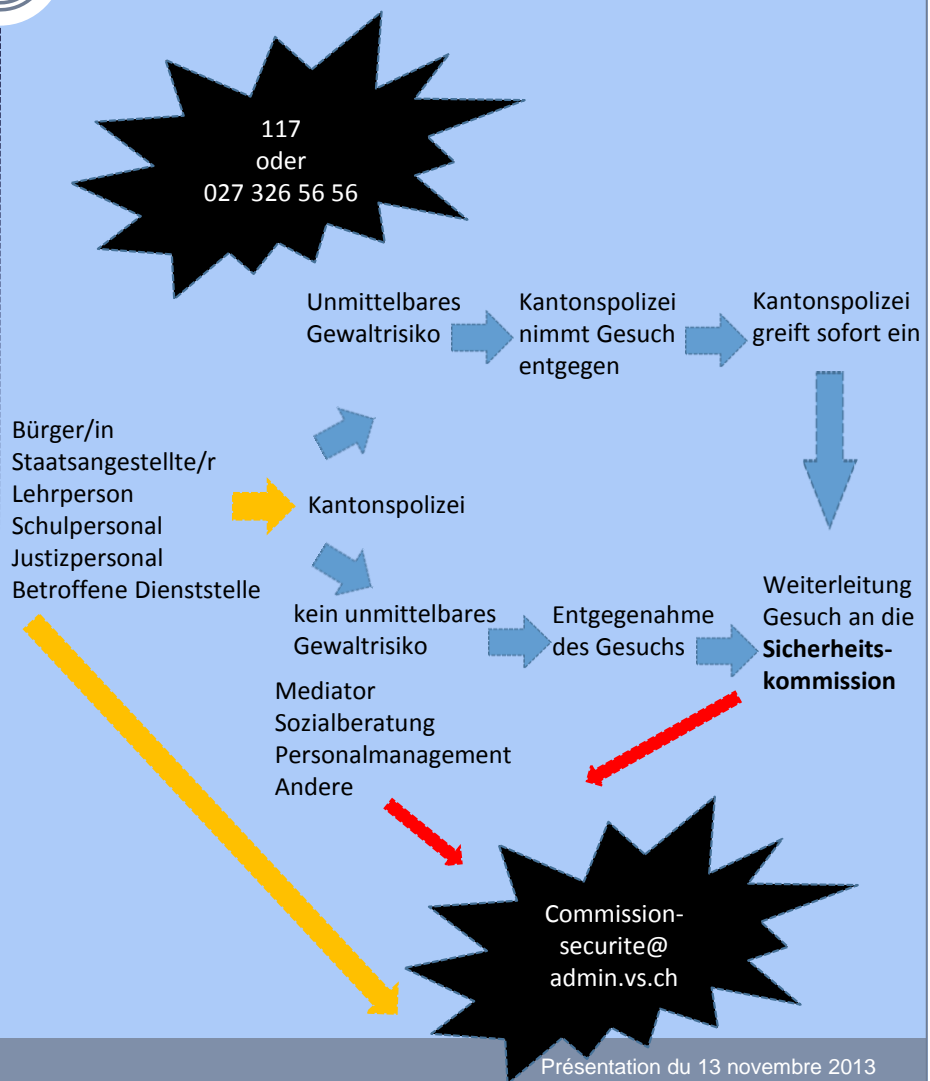 117
oder
027 326 56 56
Unmittelbares
Gewaltrisiko
Kantonspolizei
nimmt Gesuch
entgegen
Kantonspolizei
greift sofort ein
Bürger/in
Staatsangestellte/r
Lehrperson
Schulpersonal
Justizpersonal
Betroffene Dienststelle
Kantonspolizei
kein unmittelbares
Gewaltrisiko
Entgegenahme
des Gesuchs
Weiterleitung
Gesuch an die
Sicherheits-
kommission
Mediator
Sozialberatung
Personalmanagement
Andere
Commission-
securite@
admin.vs.ch
Présentation du 13 novembre 2013